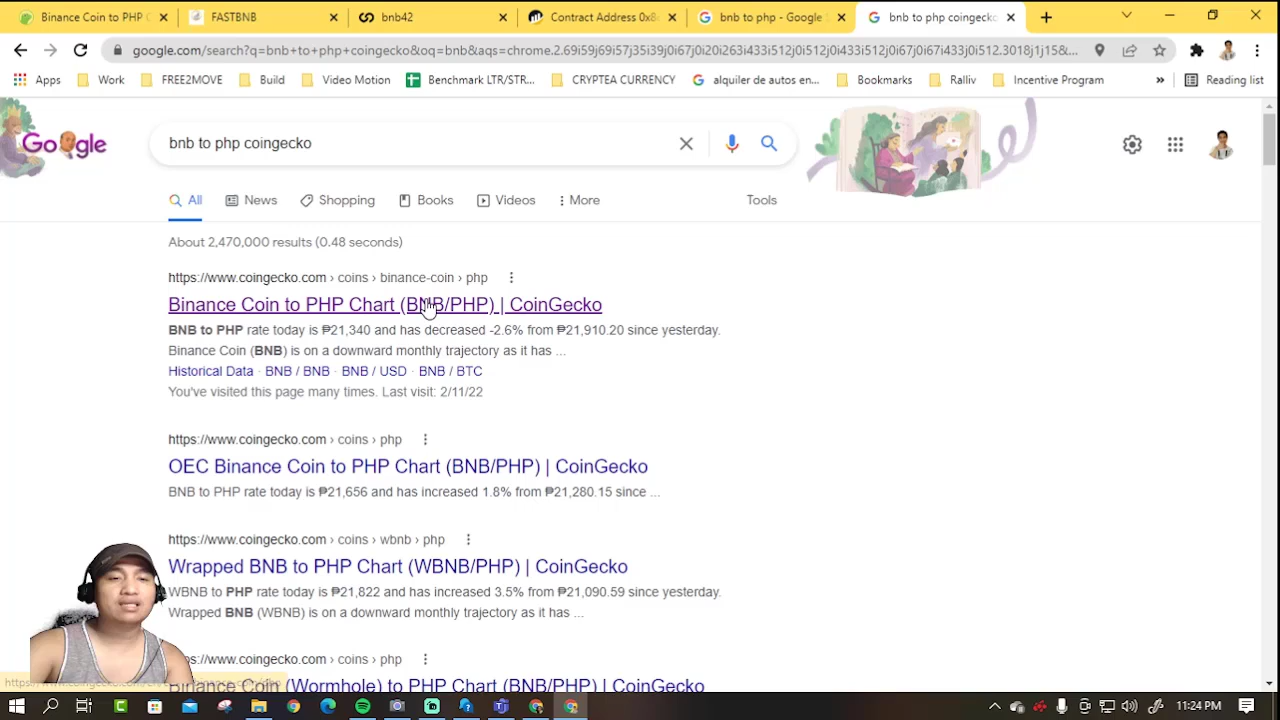 Binance Coin to PHP C
FASTBNB
bnb42
Contract Address 0x8
bnb to php - Google
bnb to php coingecko
google.com/search?q=bnb+to+php+coingecko&oq=bnb&aqs=chrome.2.69i59j69i57j35i39j0i67j0i20i263i433i512j0i512j0i433i512j0i67j0i67i433j0i512.3018j1j15&...
Apps
Work
FREE2MOVE
Build
Video Motion
Benchmark LTR/STR...
CRYPTEA CURRENCY
alquiler de autos en...
Bookmarks
Ralliv
Incentive Program
»
Reading list
Google
bnb to php coingecko
All
News
Shopping
Books
Videos
More
Tools
About 2,470,000 results (0.48 seconds)
https://www.coingecko.com › coins › binance-coin › php
Binance Coin to PHP Chart (BNB/PHP) | CoinGecko
BNB to PHP rate today is ₱21,340 and has decreased -2.6% from ₱21,910.20 since yesterday.
Binance Coin (BNB) is on a downward monthly trajectory as it has ...
Historical Data · BNB / BNB · BNB / USD · BNB / BTC
You've visited this page many times. Last visit: 2/11/22
https://www.coingecko.com › coins › php
OEC Binance Coin to PHP Chart (BNB/PHP) | CoinGecko
BNB to PHP rate today is ₱21,656 and has increased 1.8% from ₱21,280.15 since ...
https://www.coingecko.com › coins › wbnb › php
Wrapped BNB to PHP Chart (WBNB/PHP) | CoinGecko
WBNB to PHP rate today is ₱21,822 and has increased 3.5% from ₱21,090.59 since yesterday.
Wrapped BNB (WBNB) is on a downward monthly trajectory as it has ...
https://www.coingecko.com › coins › php
Binance Coin (Wormhole) to PHP Chart (BNB/PHP) | CoinGecko
11:24 PM